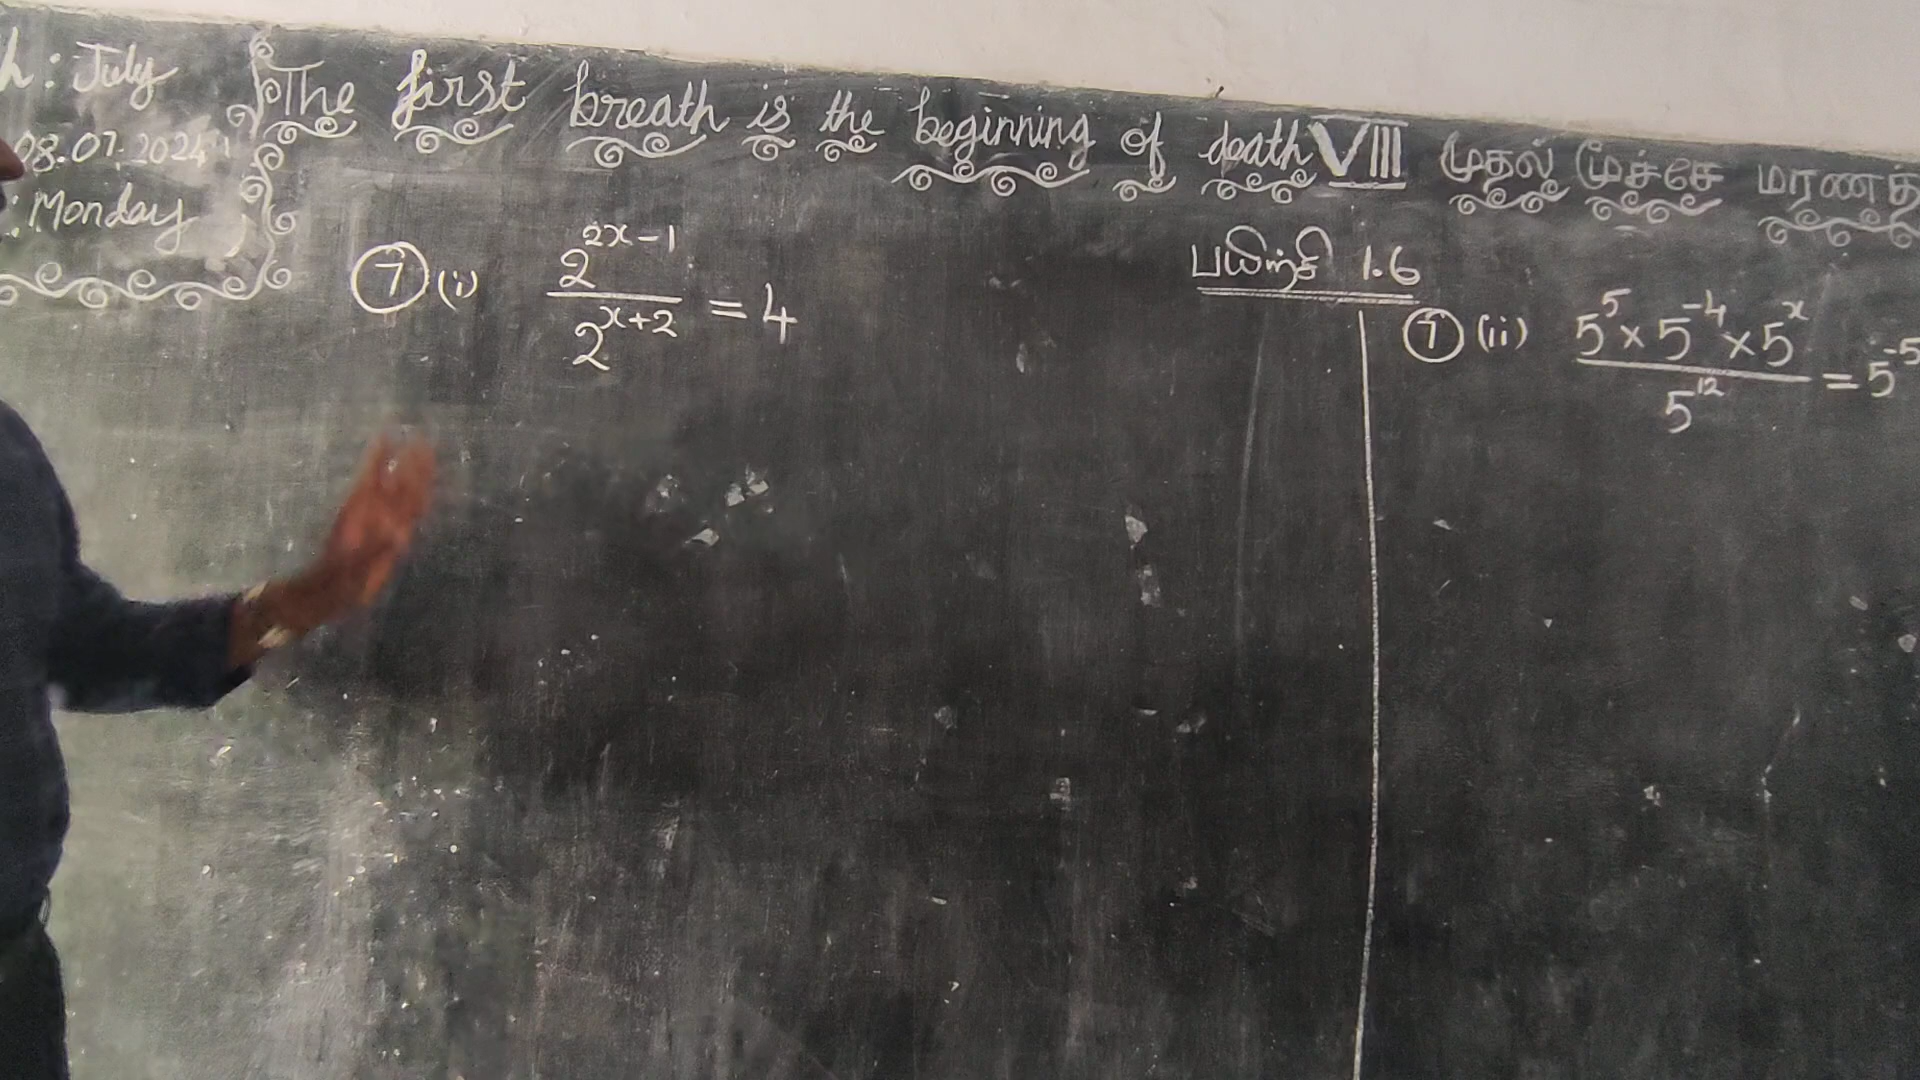 h: July
08.07.2024
: Monday
The first breath is the beginning of death VIII முதல் மூச்சே மரணத்
பயிற்சி 1.6
7 (i) 2^{2x-1} / 2^{x+2} = 4
7 (ii) 5^5 × 5^{-4} × 5^x / 5^{12} = 5^{-5}